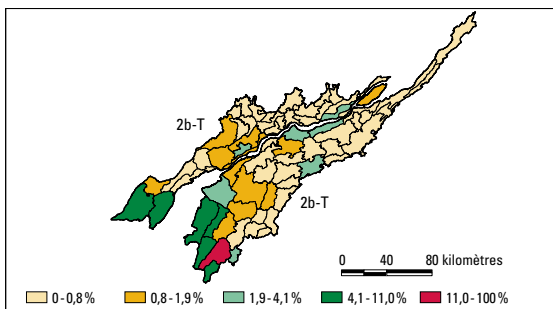 2b-T
2b-T
0 40 80 kilomètres
0 - 0,8 % 0,8 - 1,9 % 1,9 - 4,1 % 4,1 - 11,0 % 11,0 - 100 %